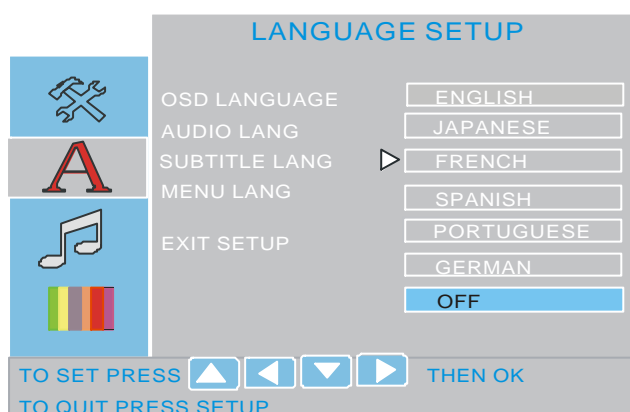 LANGUAGE SETUP
OSD LANGUAGE
AUDIO LANG
SUBTITLE LANG
MENU LANG
EXIT SETUP
ENGLISH
JAPANESE
FRENCH
SPANISH
PORTUGUESE
GERMAN
OFF
A
TO SET PRESS THEN OK
TO QUIT PRESS SETUP